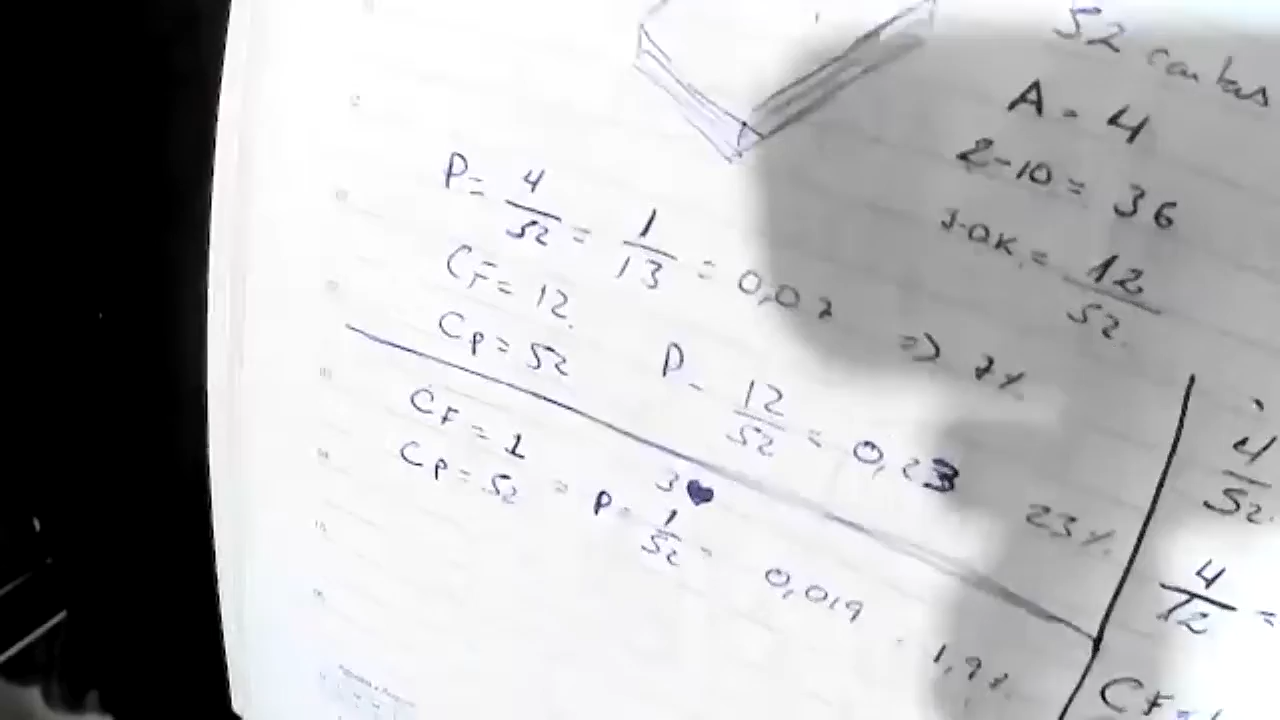 52 cartas
A = 4
2-10 = 36
JQK = 12
52
P = 4/52 = 1/13 = 0,07 => 7%
CF = 12
CP = 52
P = 12/52 = 0,23 23%
CF = 1
CP = 52 = P = 1/52 = 0,019 1,9%
3♥
4/52
4/12 =
CF =